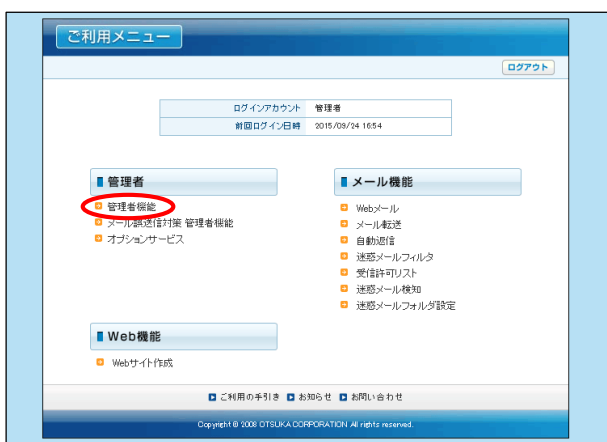 ご利用メニュー
ログアウト
ログインアカウント 管理者
前回ログイン日時 2015/09/24 16:54
管理者
管理者機能
メール誤送信対策 管理者機能
オプションサービス
メール機能
Webメール
メール転送
自動返信
迷惑メールフィルタ
受信許可リスト
迷惑メール検知
迷惑メールフォルダ設定
Web機能
Webサイト作成
ご利用の手引き お知らせ お問い合わせ
Copyright © 2008 OTSUKA CORPORATION All rights reserved.